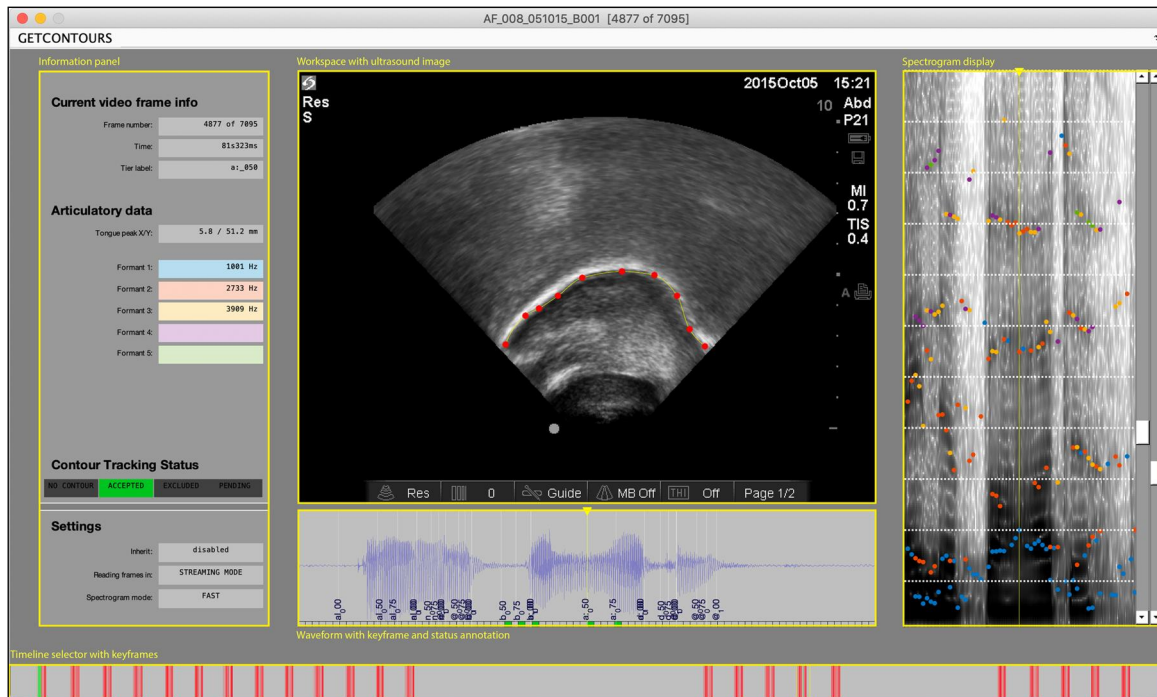 AF_008_051015_B001 [4877 of 7095]
GETCONTOURS
Information panel
Current video frame info
Frame number: 4877 of 7095
Time: 81s323ms
Tier label: a:_050
Articulatory data
Tongue peak X/Y: 5.8 / 51.2 mm
Formant 1: 1001 Hz
Formant 2: 2733 Hz
Formant 3: 3909 Hz
Formant 4:
Formant 5:
Contour Tracking Status
NO CONTOUR ACCEPTED EXCLUDED PENDING
Settings
Inherit: disabled
Reading frames in: STREAMING MODE
Spectrogram mode: FAST
Workspace with ultrasound image
2015Oct05 15:21
Res
S
10 Abd
P21
MI
0.7
TIS
0.4
A
Res 0 Guide MB Off THI Off Page 1/2
Spectrogram display
Waveform with keyframe and status annotation
Timeline selector with keyframes